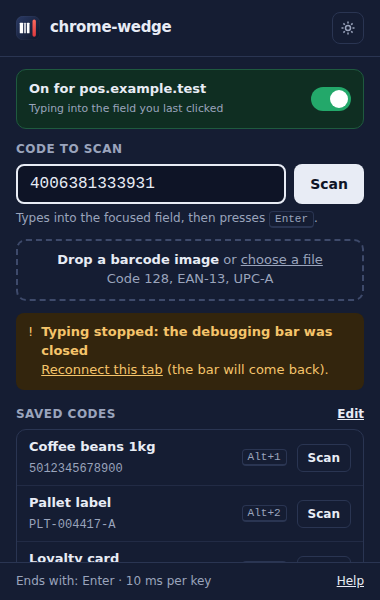 chrome-wedge
On for pos.example.test
Typing into the field you last clicked
CODE TO SCAN
4006381333931
Scan
Types into the focused field, then presses Enter.
Drop a barcode image or choose a file
Code 128, EAN-13, UPC-A
! Typing stopped: the debugging bar was
closed
Reconnect this tab (the bar will come back).
SAVED CODES
Edit
Coffee beans 1kg
5012345678900
Alt+1
Scan
Pallet label
PLT-004417-A
Alt+2
Scan
Loyalty card
Ends with: Enter · 10 ms per key
Help